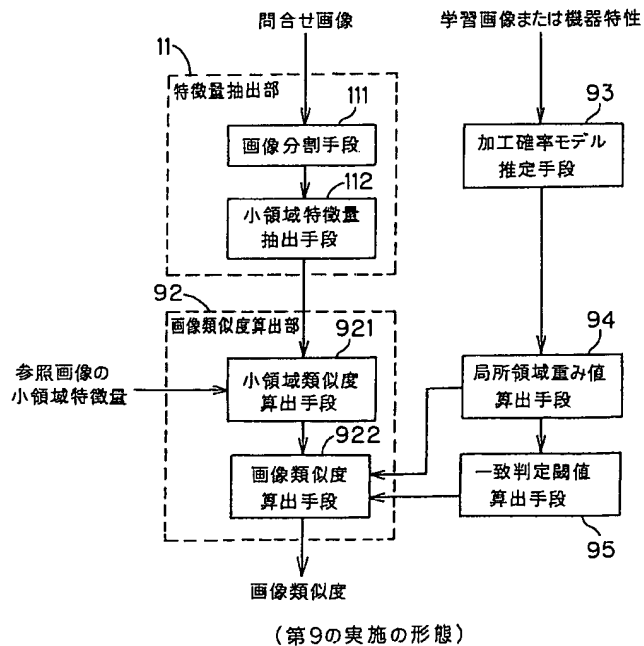 問合せ画像
学習画像または機器特性
11
特徴量抽出部
111
画像分割手段
112
小領域特徴量
抽出手段
93
加工確率モデル
推定手段
92
画像類似度算出部
921
小領域類似度
算出手段
参照画像の
小領域特徴量
922
画像類似度
算出手段
94
局所領域重み値
算出手段
一致判定閾値
算出手段
95
画像類似度
(第9の実施の形態)